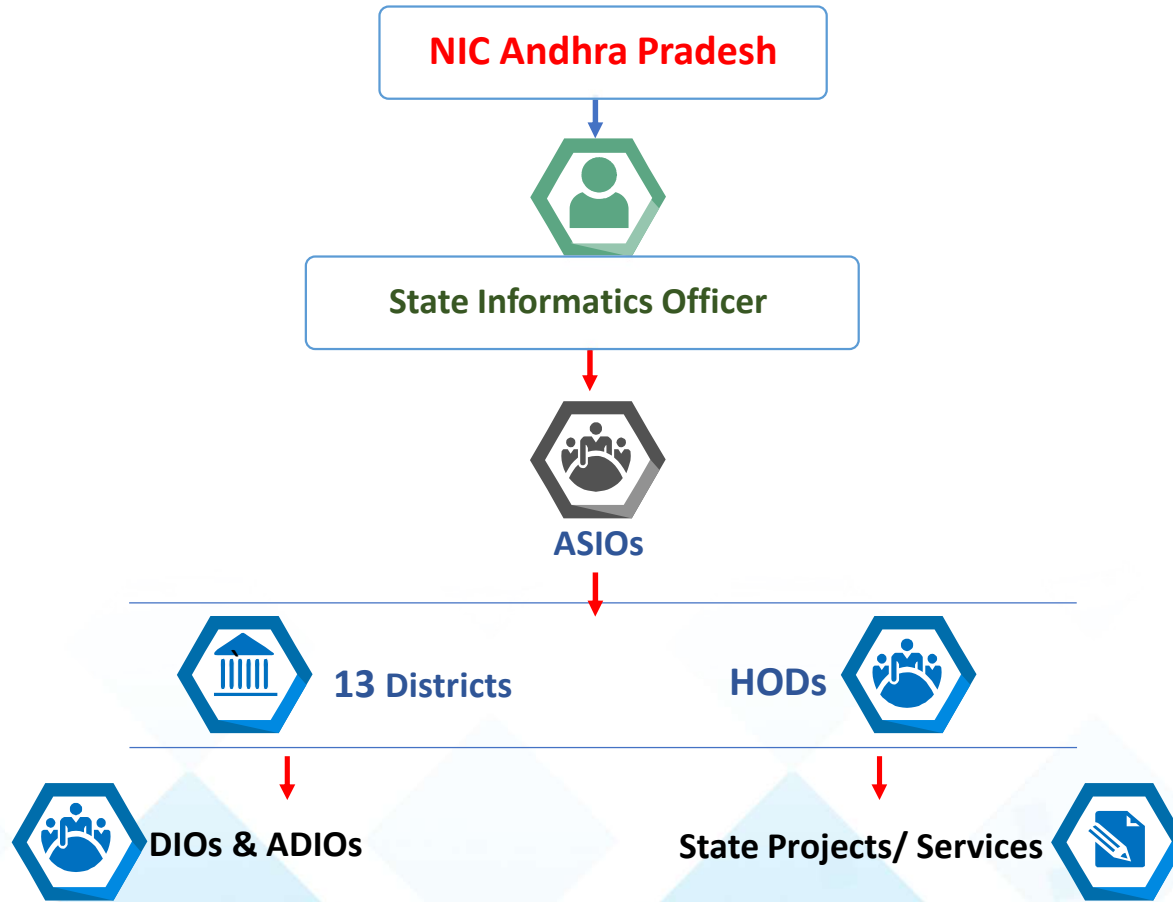 NIC Andhra Pradesh
State Informatics Officer
ASIOs
13 Districts
HODs
DIOs & ADIOs
State Projects/ Services